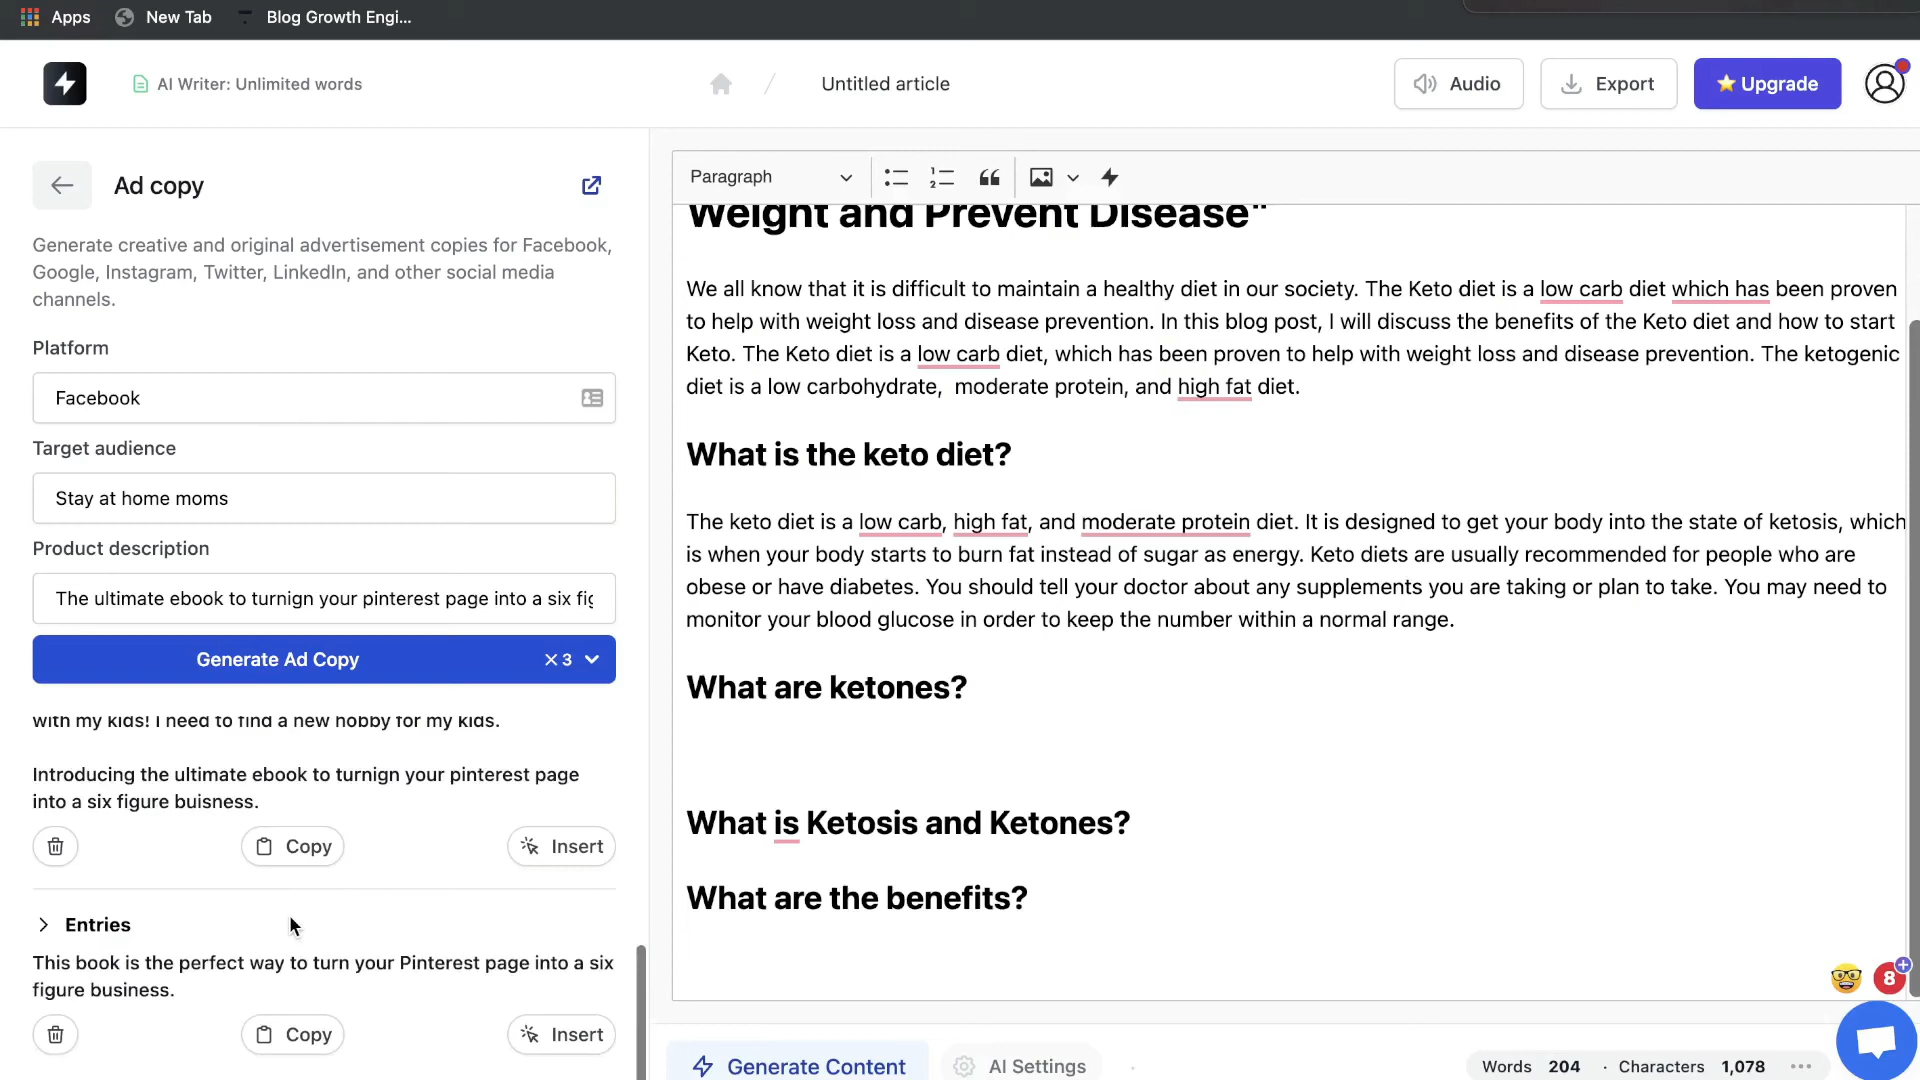 Apps
New Tab
Blog Growth Engi...
AI Writer: Unlimited words
/
Untitled article
Audio
Export
Upgrade
Ad copy
Generate creative and original advertisement copies for Facebook,
Google, Instagram, Twitter, LinkedIn, and other social media
channels.
Platform
Facebook
Target audience
Stay at home moms
Product description
The ultimate ebook to turnign your pinterest page into a six fig
Generate Ad Copy
×3
with my kids! I need to find a new hobby for my kids.
Introducing the ultimate ebook to turnign your pinterest page
into a six figure buisness.
Copy
Insert
Entries
This book is the perfect way to turn your Pinterest page into a six
figure business.
Copy
Insert
Paragraph
Weight and Prevent Disease"
We all know that it is difficult to maintain a healthy diet in our society. The Keto diet is a low carb diet which has been proven
to help with weight loss and disease prevention. In this blog post, I will discuss the benefits of the Keto diet and how to start
Keto. The Keto diet is a low carb diet, which has been proven to help with weight loss and disease prevention. The ketogenic
diet is a low carbohydrate,  moderate protein, and high fat diet.
What is the keto diet?
The keto diet is a low carb, high fat, and moderate protein diet. It is designed to get your body into the state of ketosis, which
is when your body starts to burn fat instead of sugar as energy. Keto diets are usually recommended for people who are
obese or have diabetes. You should tell your doctor about any supplements you are taking or plan to take. You may need to
monitor your blood glucose in order to keep the number within a normal range.
What are ketones?
What is Ketosis and Ketones?
What are the benefits?
8
Generate Content
AI Settings
Words 204 · Characters 1,078 ···